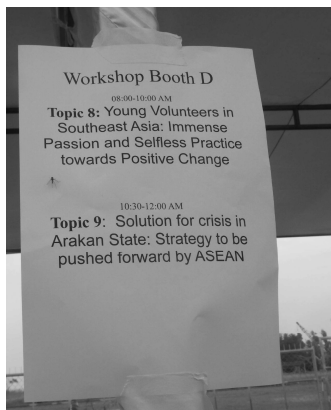 Workshop Booth D
08:00-10:00 AM
Topic 8: Young Volunteers in
Southeast Asia: Immense
Passion and Selfless Practice
towards Positive Change
10:30-12:00 AM
Topic 9:  Solution for crisis in
Arakan State: Strategy to be
pushed forward by ASEAN